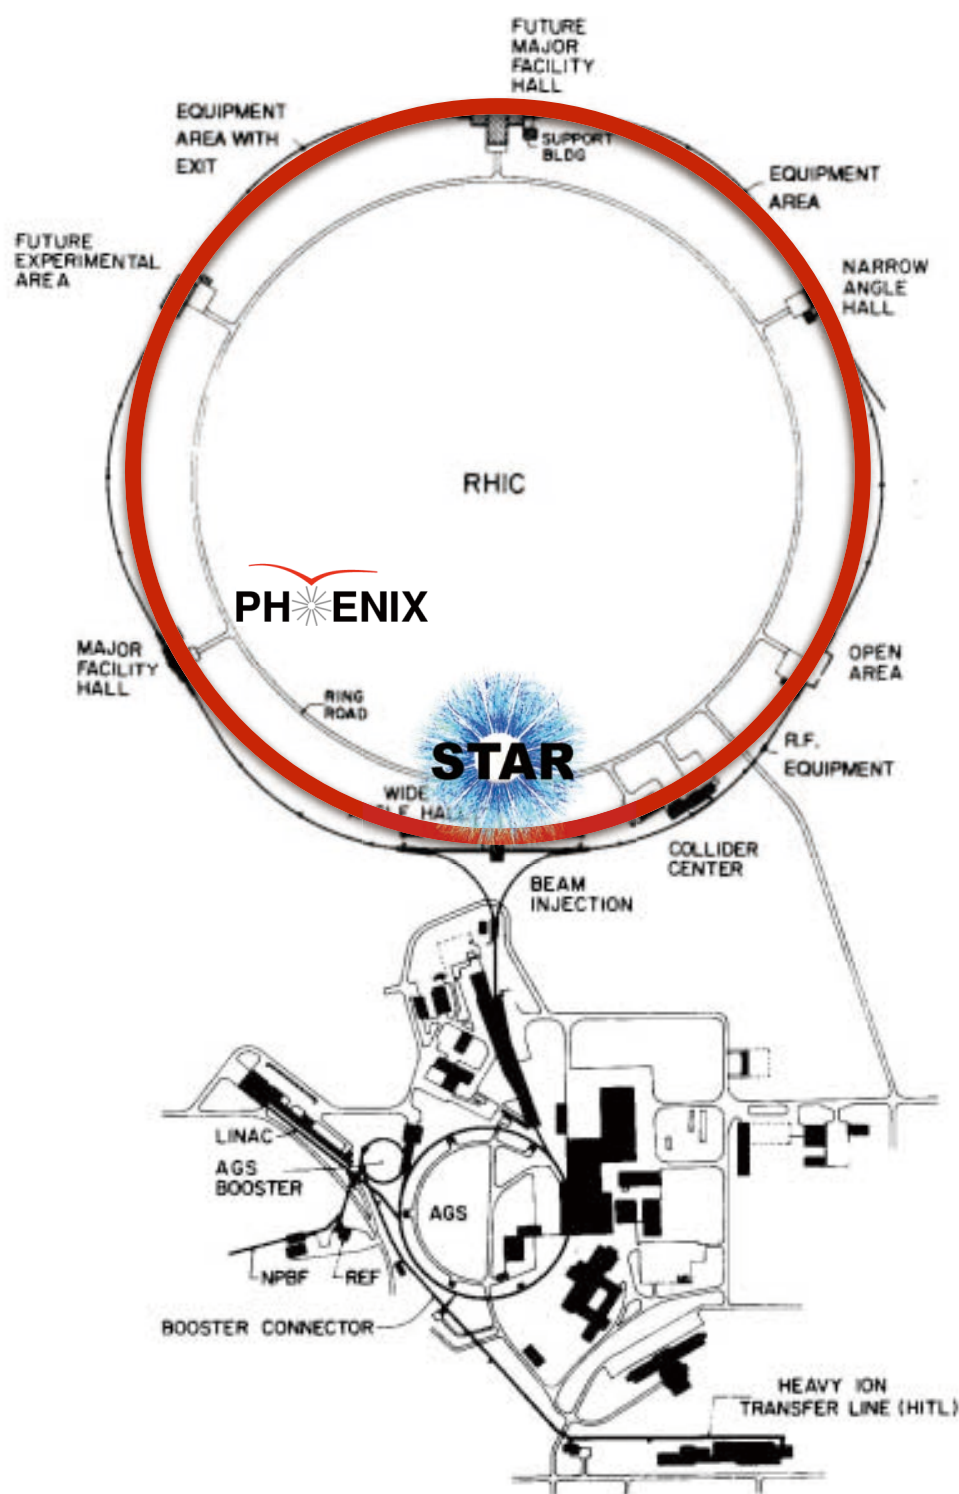 FUTURE
MAJOR
FACILITY
HALL
EQUIPMENT
AREA WITH
EXIT
SUPPORT
BLDG
EQUIPMENT
AREA
FUTURE
EXPERIMENTAL
AREA
NARROW
ANGLE
HALL
RHIC
PHENIX
MAJOR
FACILITY
HALL
OPEN
AREA
RING
ROAD
STAR
R.F.
EQUIPMENT
WIDE
COLLIDER
CENTER
BEAM
INJECTION
LINAC
AGS
BOOSTER
AGS
NPBF
REF
BOOSTER CONNECTOR
HEAVY ION
TRANSFER LINE (HITL)